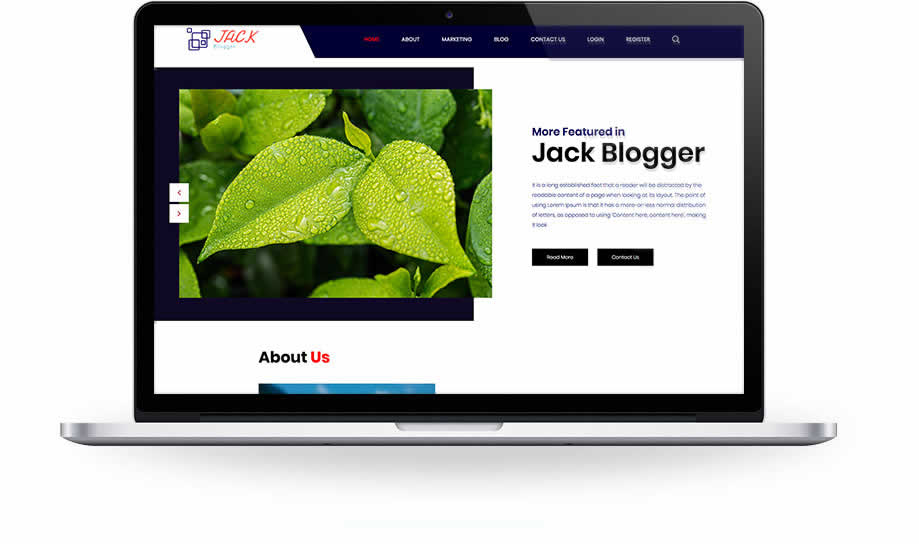 JACK
Blogger
HOME ABOUT MARKETING BLOG CONTACT US LOGIN REGISTER
More Featured in
Jack Blogger
It is a long established fact that a reader will be distracted by the
readable content of a page when looking at its layout. The point of
using Lorem Ipsum is that it has a more-or-less normal distribution
of letters, as opposed to using 'Content here, content here', making
it look
Read More Contact Us
About Us